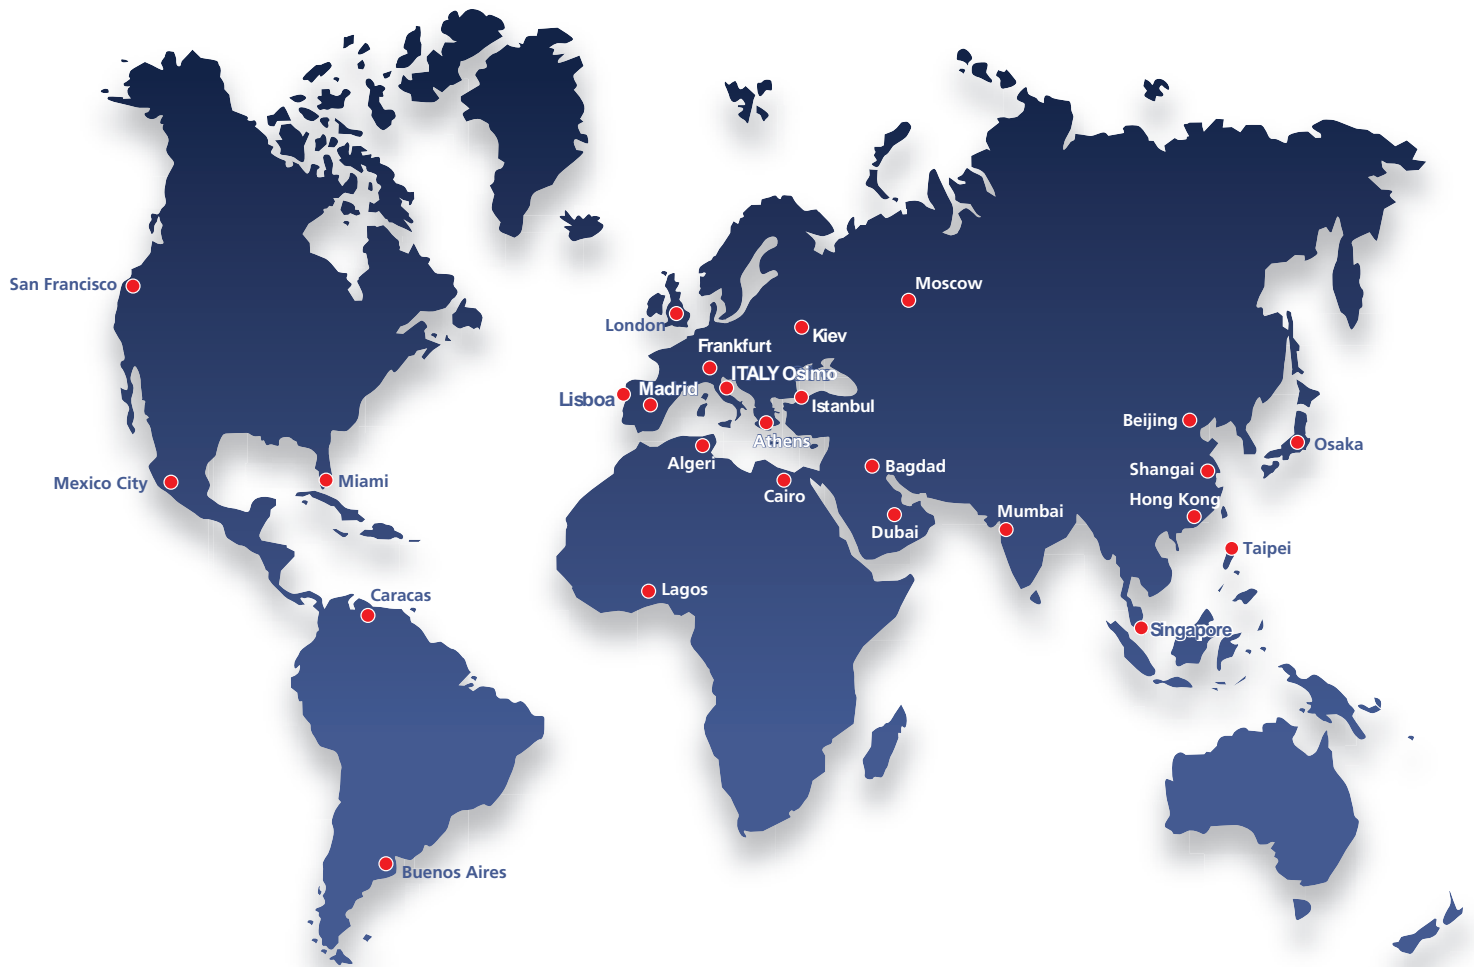 San Francisco
Moscow
London
Kiev
Frankfurt
ITALY Osimo
Madrid
Lisboa
Istanbul
Beijing
Athens
Osaka
Algeri
Bagdad
Shangai
Mexico City
Miami
Cairo
Hong Kong
Mumbai
Dubai
Taipei
Lagos
Caracas
Singapore
Buenos Aires